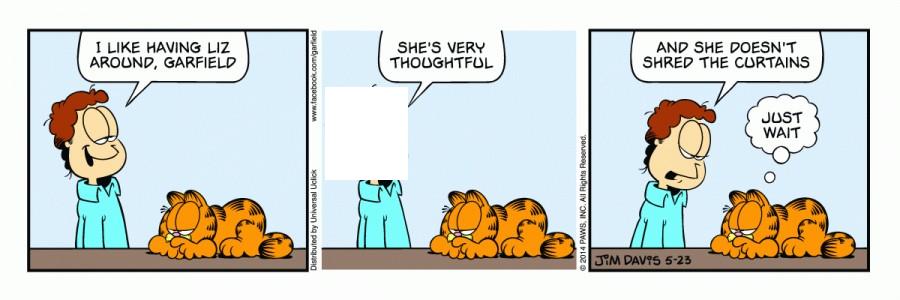 I LIKE HAVING LIZ
AROUND, GARFIELD
www.facebook.com/garfield
Distributed by Universal Uclick
SHE'S VERY
THOUGHTFUL
© 2014 PAWS, INC. All Rights Reserved.
AND SHE DOESN'T
SHRED THE CURTAINS
JUST
WAIT
JIM DAVIS 5-23